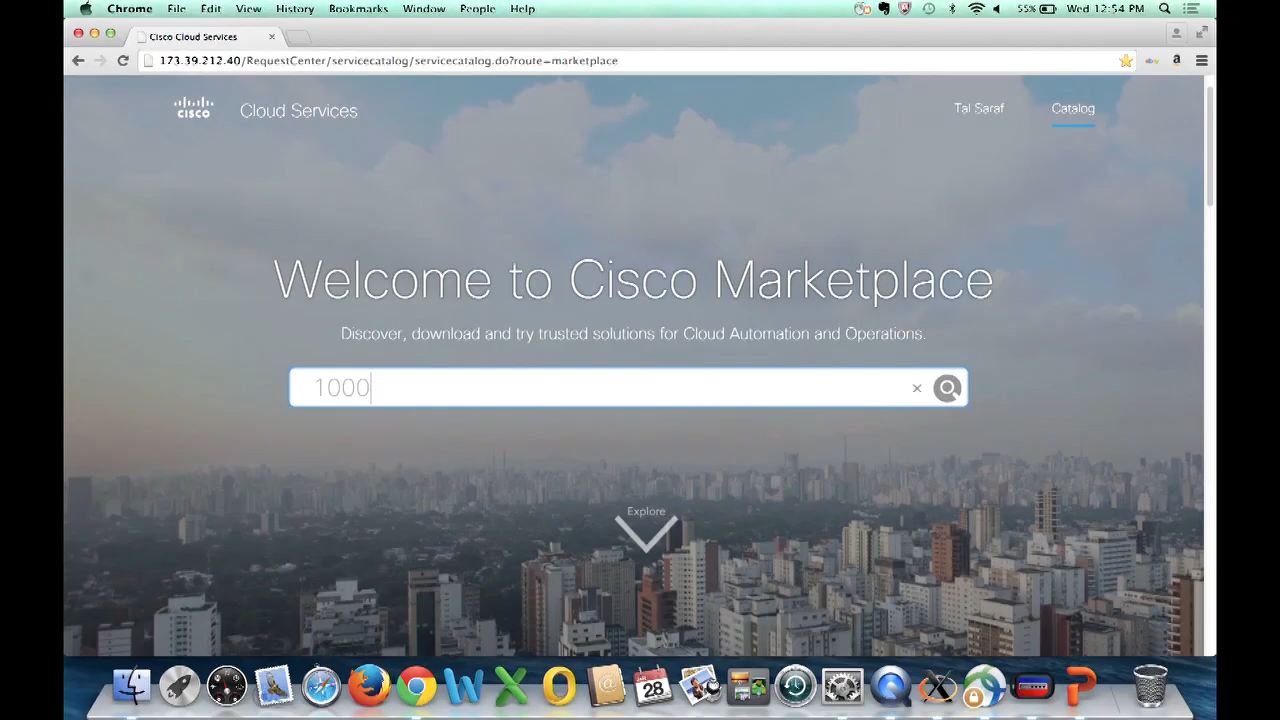 Chrome File Edit View History Bookmarks Window People Help 55% Wed 12:54 PM
Cisco Cloud Services
173.39.212.40/RequestCenter/servicecatalog/servicecatalog.do?route=marketplace
cisco Cloud Services Tal Saraf Catalog
Welcome to Cisco Marketplace
Discover, download and try trusted solutions for Cloud Automation and Operations.
1000
Explore
JAN
28